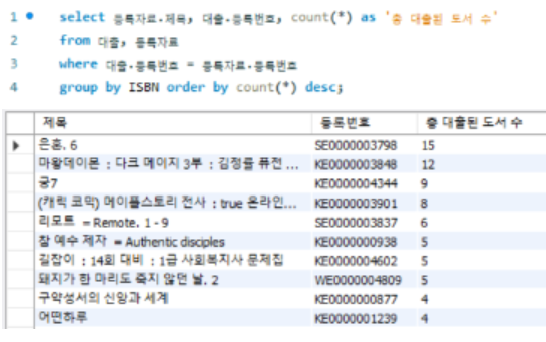 1 select 등록자료.제목, 대출.등록번호, count(*) as '총 대출된 도서 수'
2 from 대출, 등록자료
3 where 대출.등록번호 = 등록자료.등록번호
4 group by ISBN order by count(*) desc;
제목 등록번호 총 대출된 도서 수
은혼. 6 SE0000003798 15
마왕데이몬 : 다크 메이지 3부 : 김정률 퓨전 ... KE0000003848 12
궁7 KE0000004344 9
(캐릭 코믹) 메이플스토리 전사 : true 온라인... KE0000003901 8
리모트 = Remote. 1 - 9 SE0000003837 6
참 예수 제자 = Authentic disciples KE0000000938 5
길잡이 : 14회 대비 : 1급 사회복지사 문제집 KE0000004602 5
돼지가 한 마리도 죽지 않던 날. 2 WE0000004809 5
구약성서의 신앙과 세계 KE0000000877 4
어떤하루 KE0000001239 4